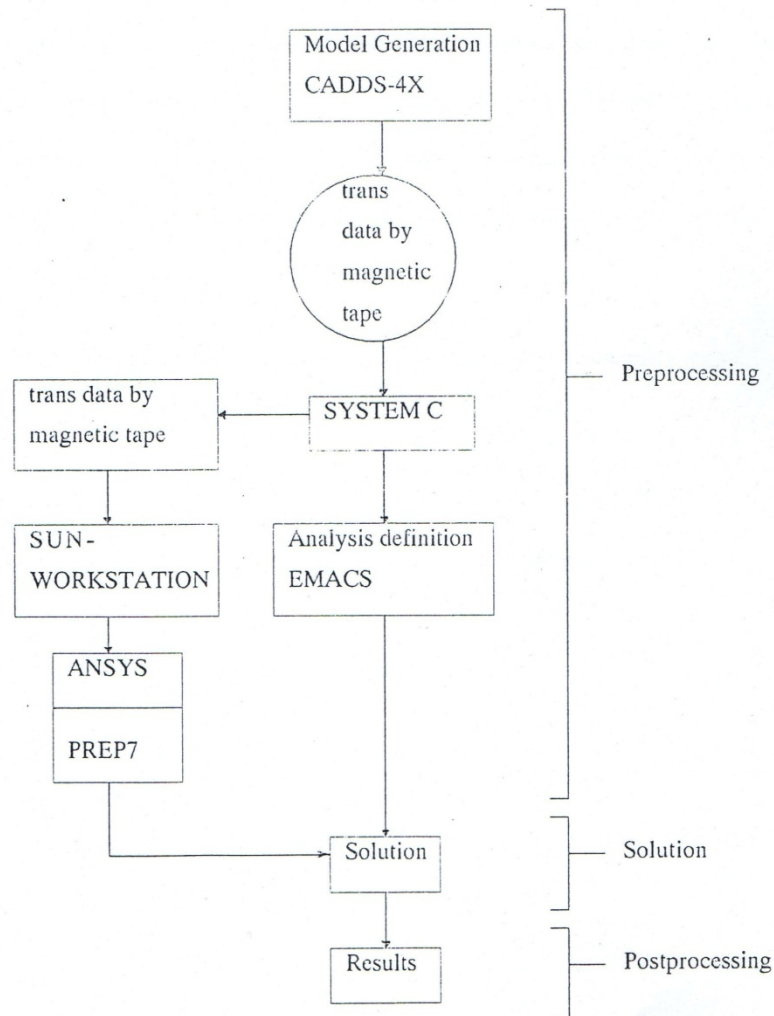 Model Generation
CADDS-4X
trans
data by
magnetic
tape
Preprocessing
trans data by
magnetic tape
SYSTEM C
SUN-
WORKSTATION
Analysis definition
EMACS
ANSYS
PREP7
Solution
Solution
Results
Postprocessing